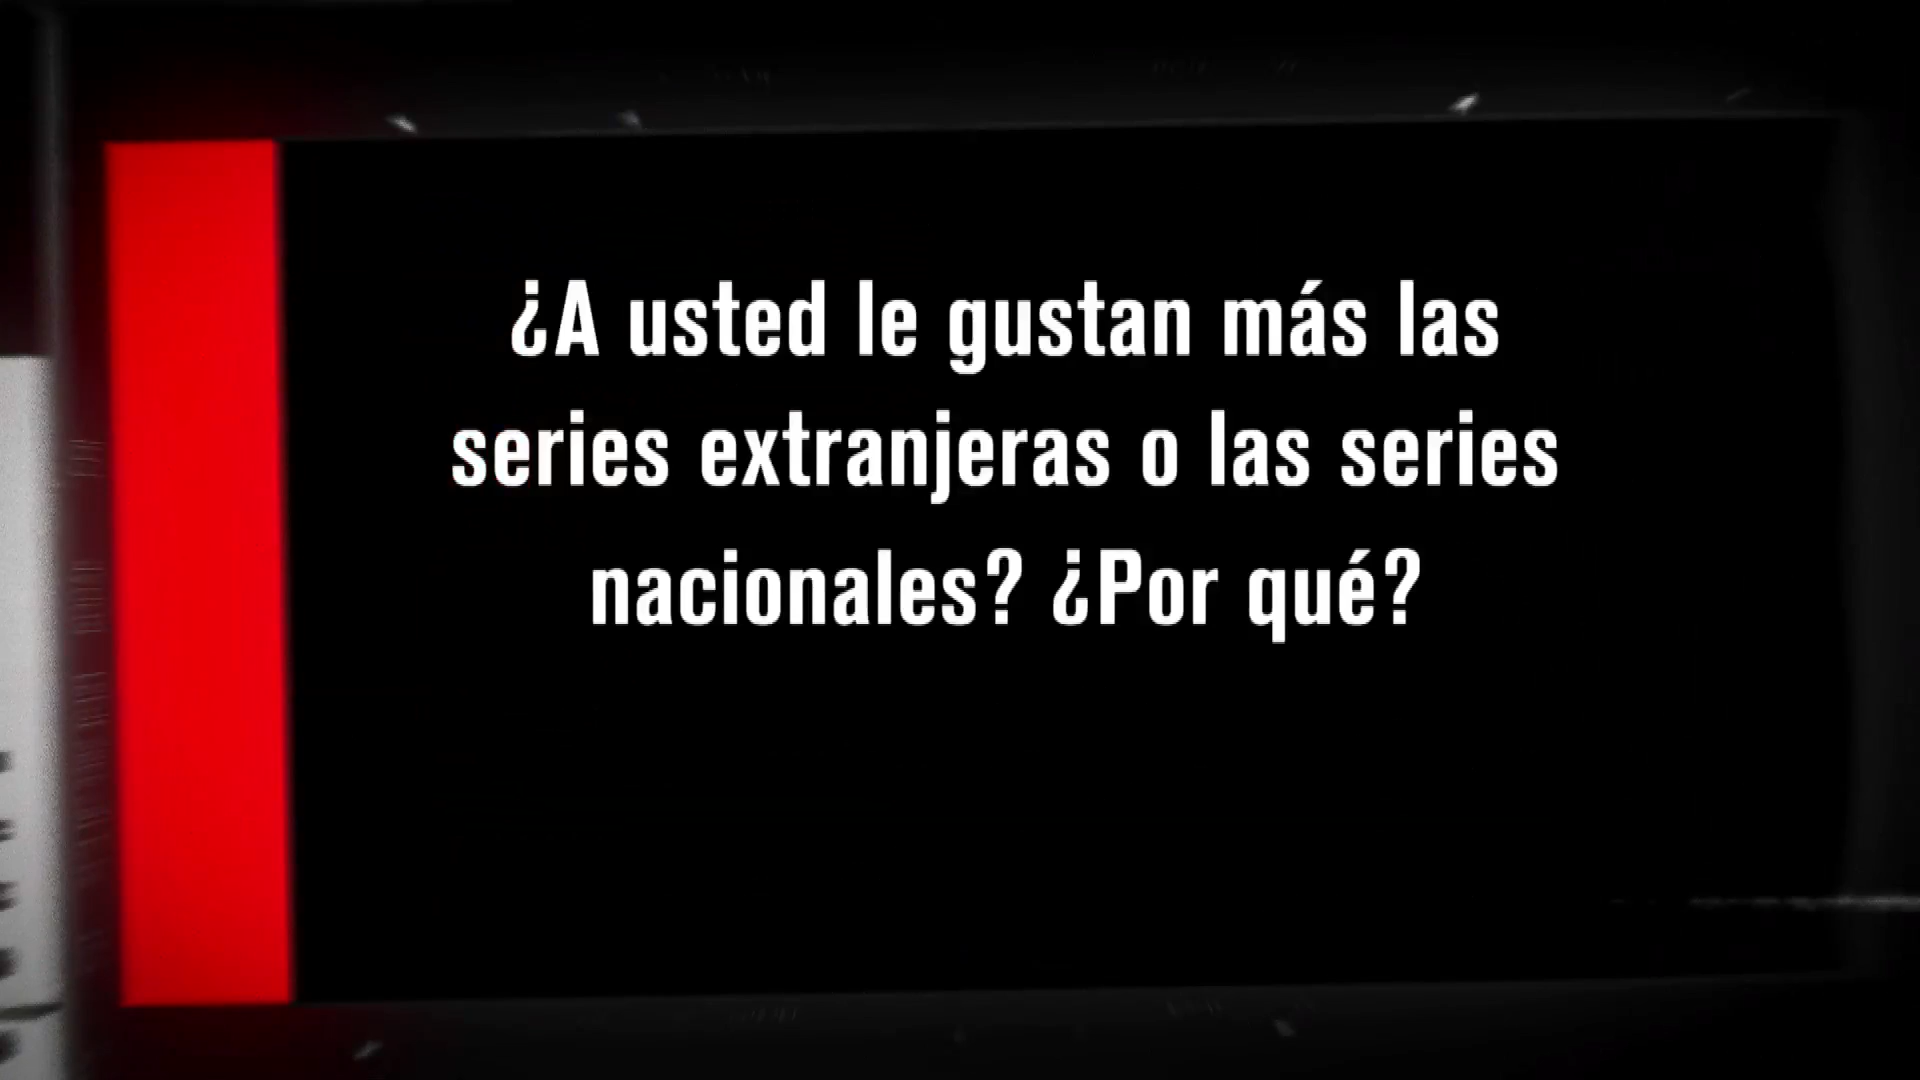 ¿A usted le gustan más las
series extranjeras o las series
nacionales? ¿Por qué?